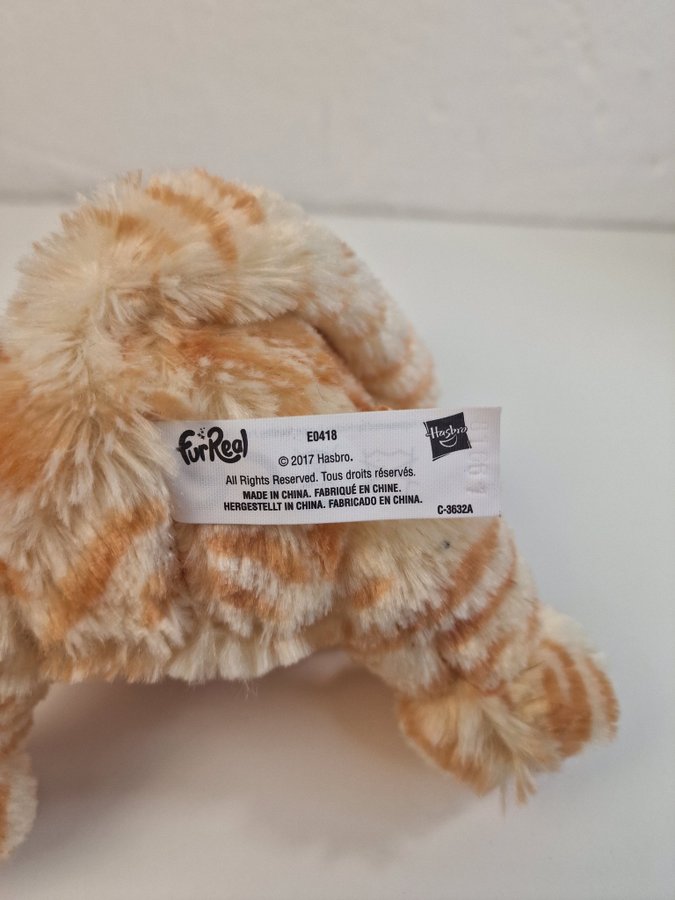 furReal
E0418
Hasbro
© 2017 Hasbro.
All Rights Reserved. Tous droits réservés.
MADE IN CHINA. FABRIQUÉ EN CHINE.
HERGESTELLT IN CHINA. FABRICADO EN CHINA.
C-3632A